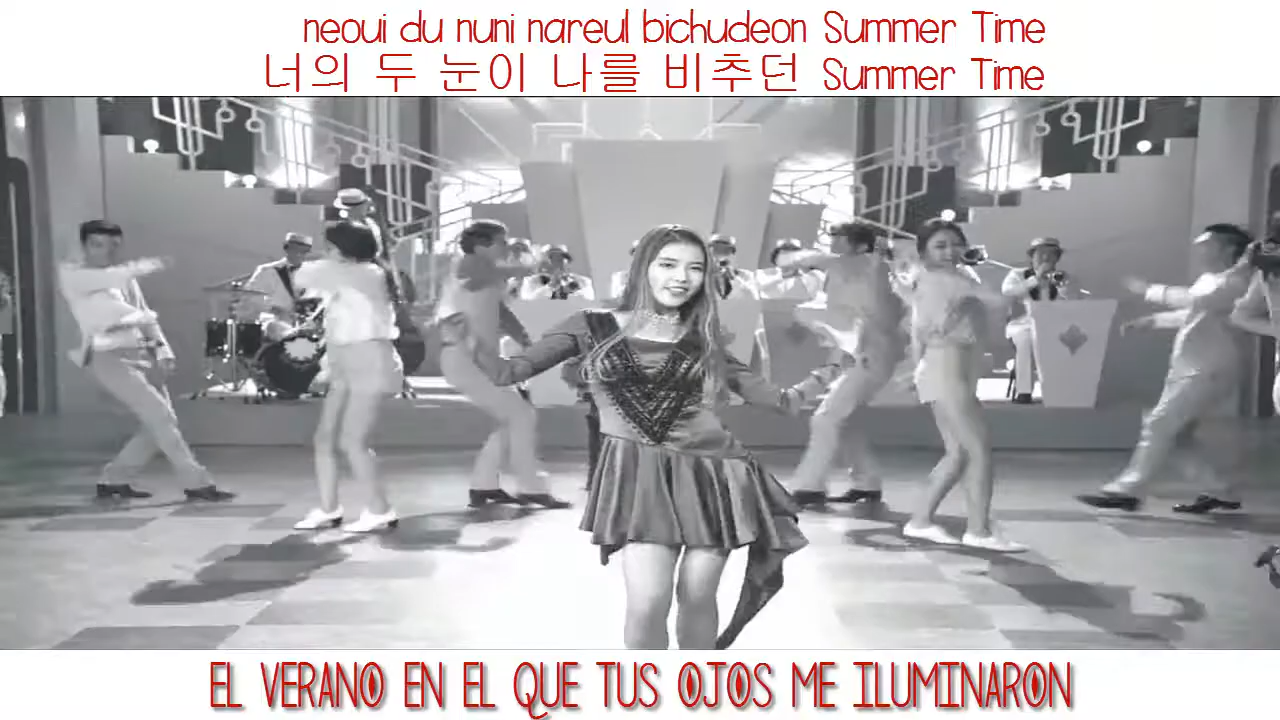 neoui du nuni nareul bichudeon Summer Time
너의 두 눈이 나를 비추던 Summer Time
EL VERANO EN EL QUE TUS OJOS ME ILUMINARON